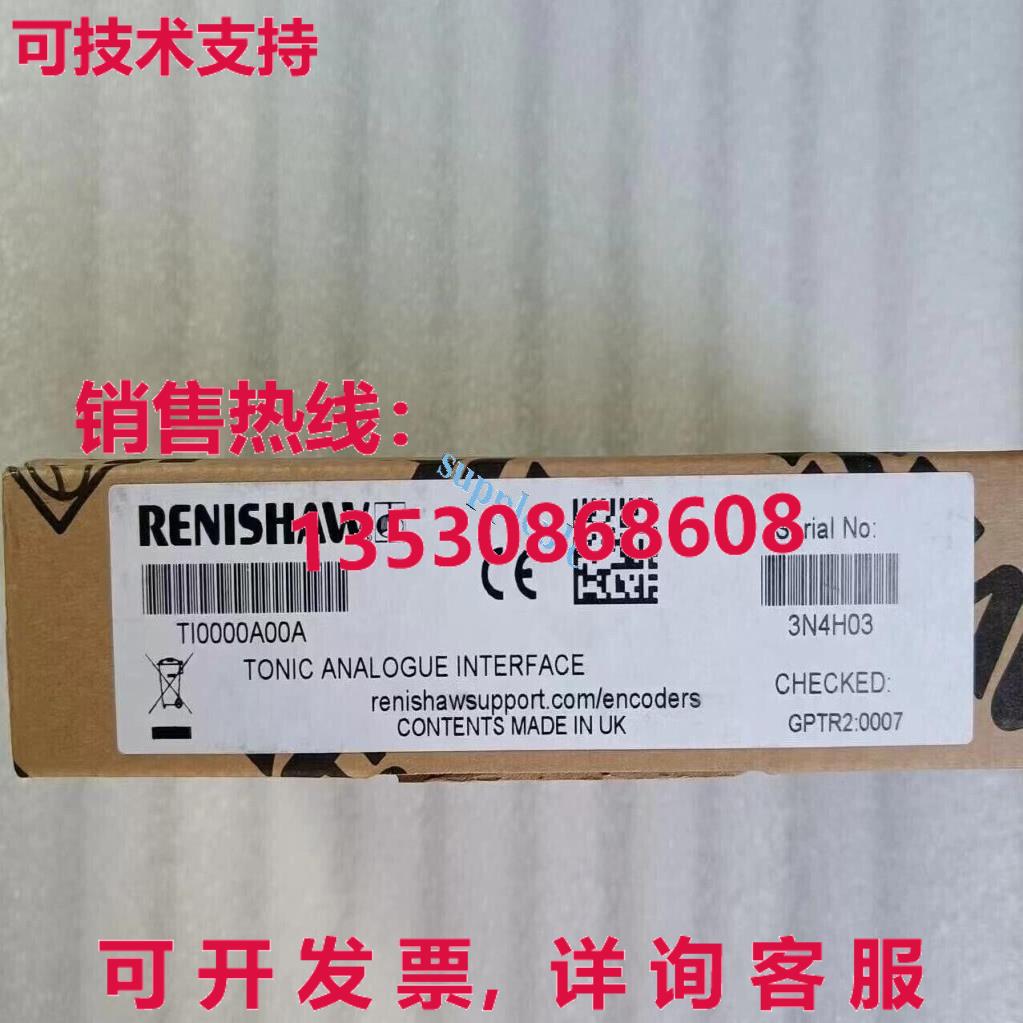 可技术支持
销售热线：
13530868608
RENISHAW
Serial No:
TI0000A00A
3N4H03
TONIC ANALOGUE INTERFACE
CHECKED:
renishawsupport.com/encoders
CONTENTS MADE IN UK
GPTR2:0007
可开发票, 详询客服